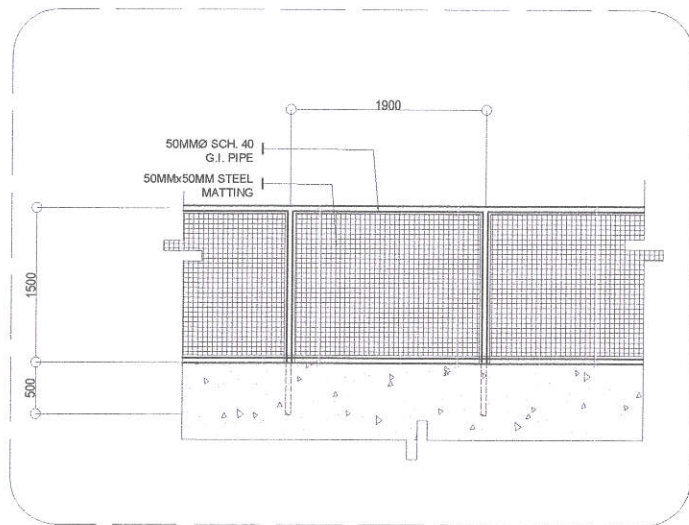 1900
50MMØ SCH. 40
G.I. PIPE
50MMx50MM STEEL
MATTING
1500
500